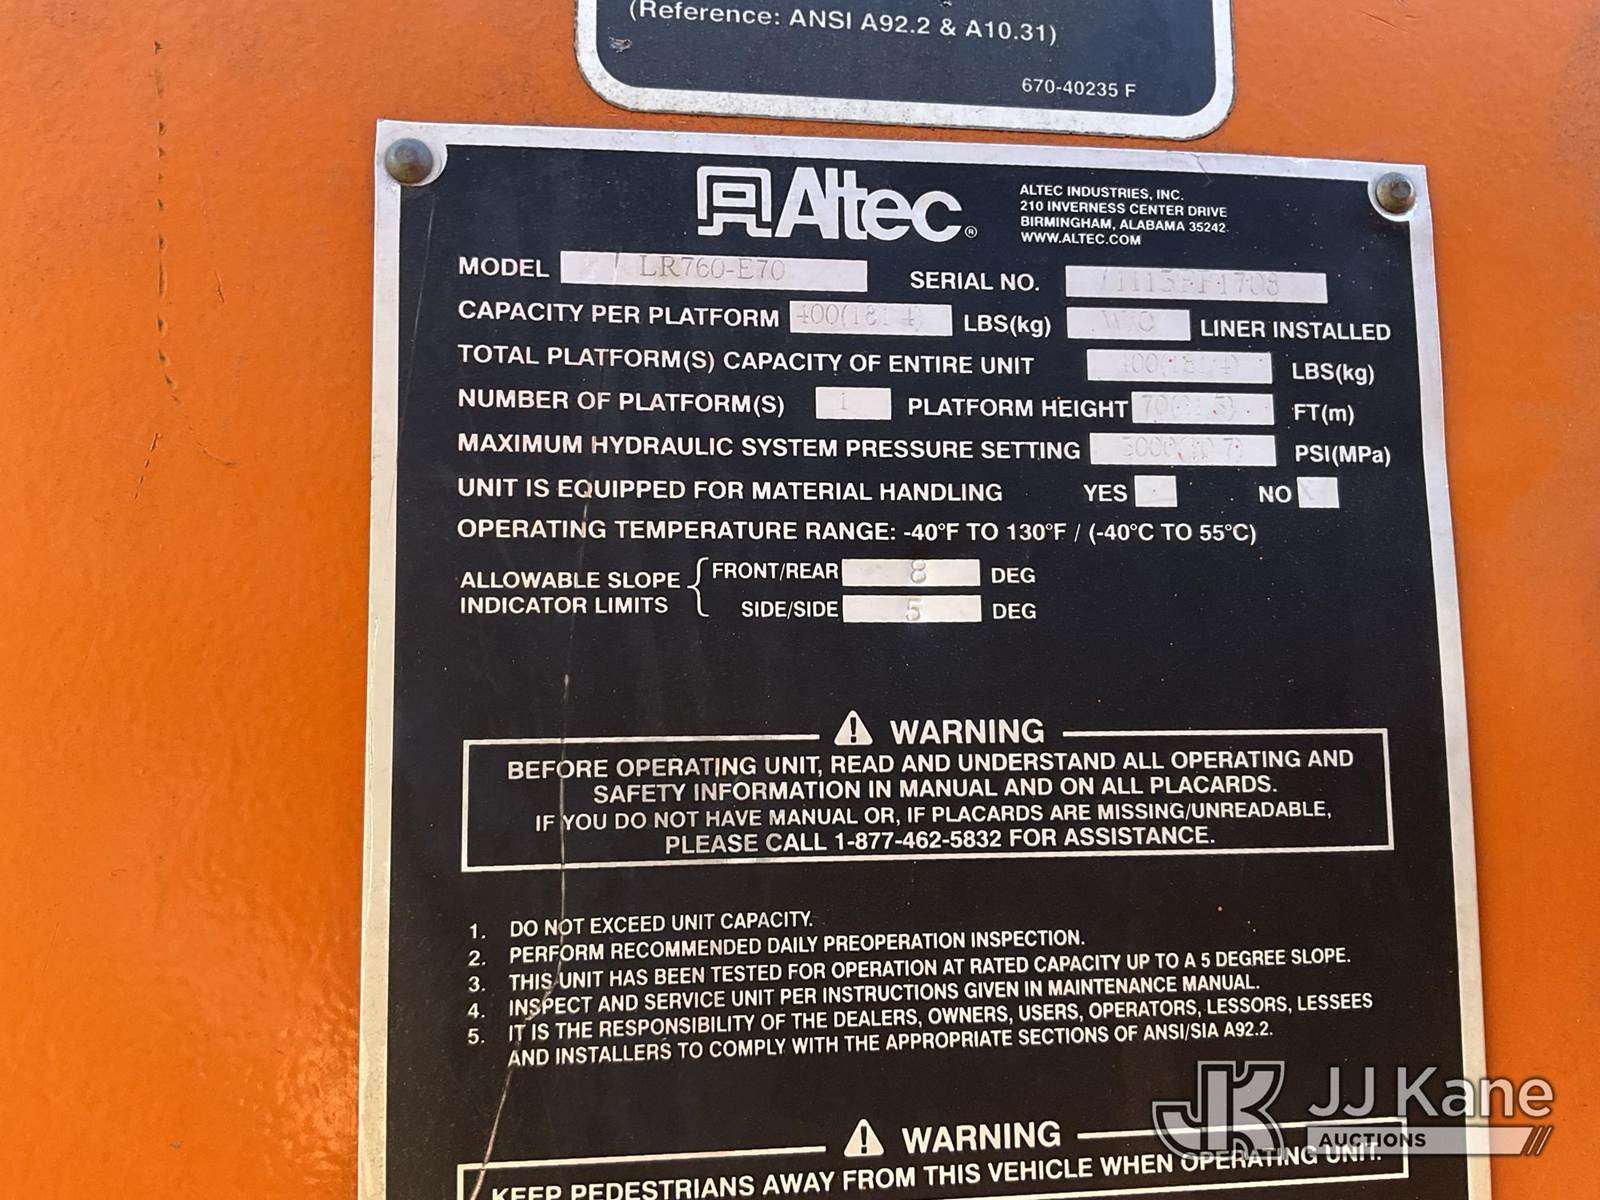 (Reference: ANSI A92.2 & A10.31)
670-40235 F
Altec®
ALTEC INDUSTRIES, INC.
210 INVERNESS CENTER DRIVE
BIRMINGHAM, ALABAMA 35242
WWW.ALTEC.COM
MODEL LR760-E70 SERIAL NO.
CAPACITY PER PLATFORM 400(181.4) LBS(kg) LINER INSTALLED
TOTAL PLATFORM(S) CAPACITY OF ENTIRE UNIT LBS(kg)
NUMBER OF PLATFORM(S) 1 PLATFORM HEIGHT FT(m)
MAXIMUM HYDRAULIC SYSTEM PRESSURE SETTING PSI(MPa)
UNIT IS EQUIPPED FOR MATERIAL HANDLING YES NO
OPERATING TEMPERATURE RANGE: -40°F TO 130°F / (-40°C TO 55°C)
ALLOWABLE SLOPE INDICATOR LIMITS { FRONT/REAR 8 DEG
SIDE/SIDE 5 DEG
⚠ WARNING
BEFORE OPERATING UNIT, READ AND UNDERSTAND ALL OPERATING AND
SAFETY INFORMATION IN MANUAL AND ON ALL PLACARDS.
IF YOU DO NOT HAVE MANUAL OR, IF PLACARDS ARE MISSING/UNREADABLE,
PLEASE CALL 1-877-462-5832 FOR ASSISTANCE.
1. DO NOT EXCEED UNIT CAPACITY.
2. PERFORM RECOMMENDED DAILY PREOPERATION INSPECTION.
3. THIS UNIT HAS BEEN TESTED FOR OPERATION AT RATED CAPACITY UP TO A 5 DEGREE SLOPE.
4. INSPECT AND SERVICE UNIT PER INSTRUCTIONS GIVEN IN MAINTENANCE MANUAL.
5. IT IS THE RESPONSIBILITY OF THE DEALERS, OWNERS, USERS, OPERATORS, LESSORS, LESSEES
AND INSTALLERS TO COMPLY WITH THE APPROPRIATE SECTIONS OF ANSI/SIA A92.2.
⚠ WARNING
KEEP PEDESTRIANS AWAY FROM THIS VEHICLE WHEN OPERATING UNIT.
JK JJ Kane
AUCTIONS